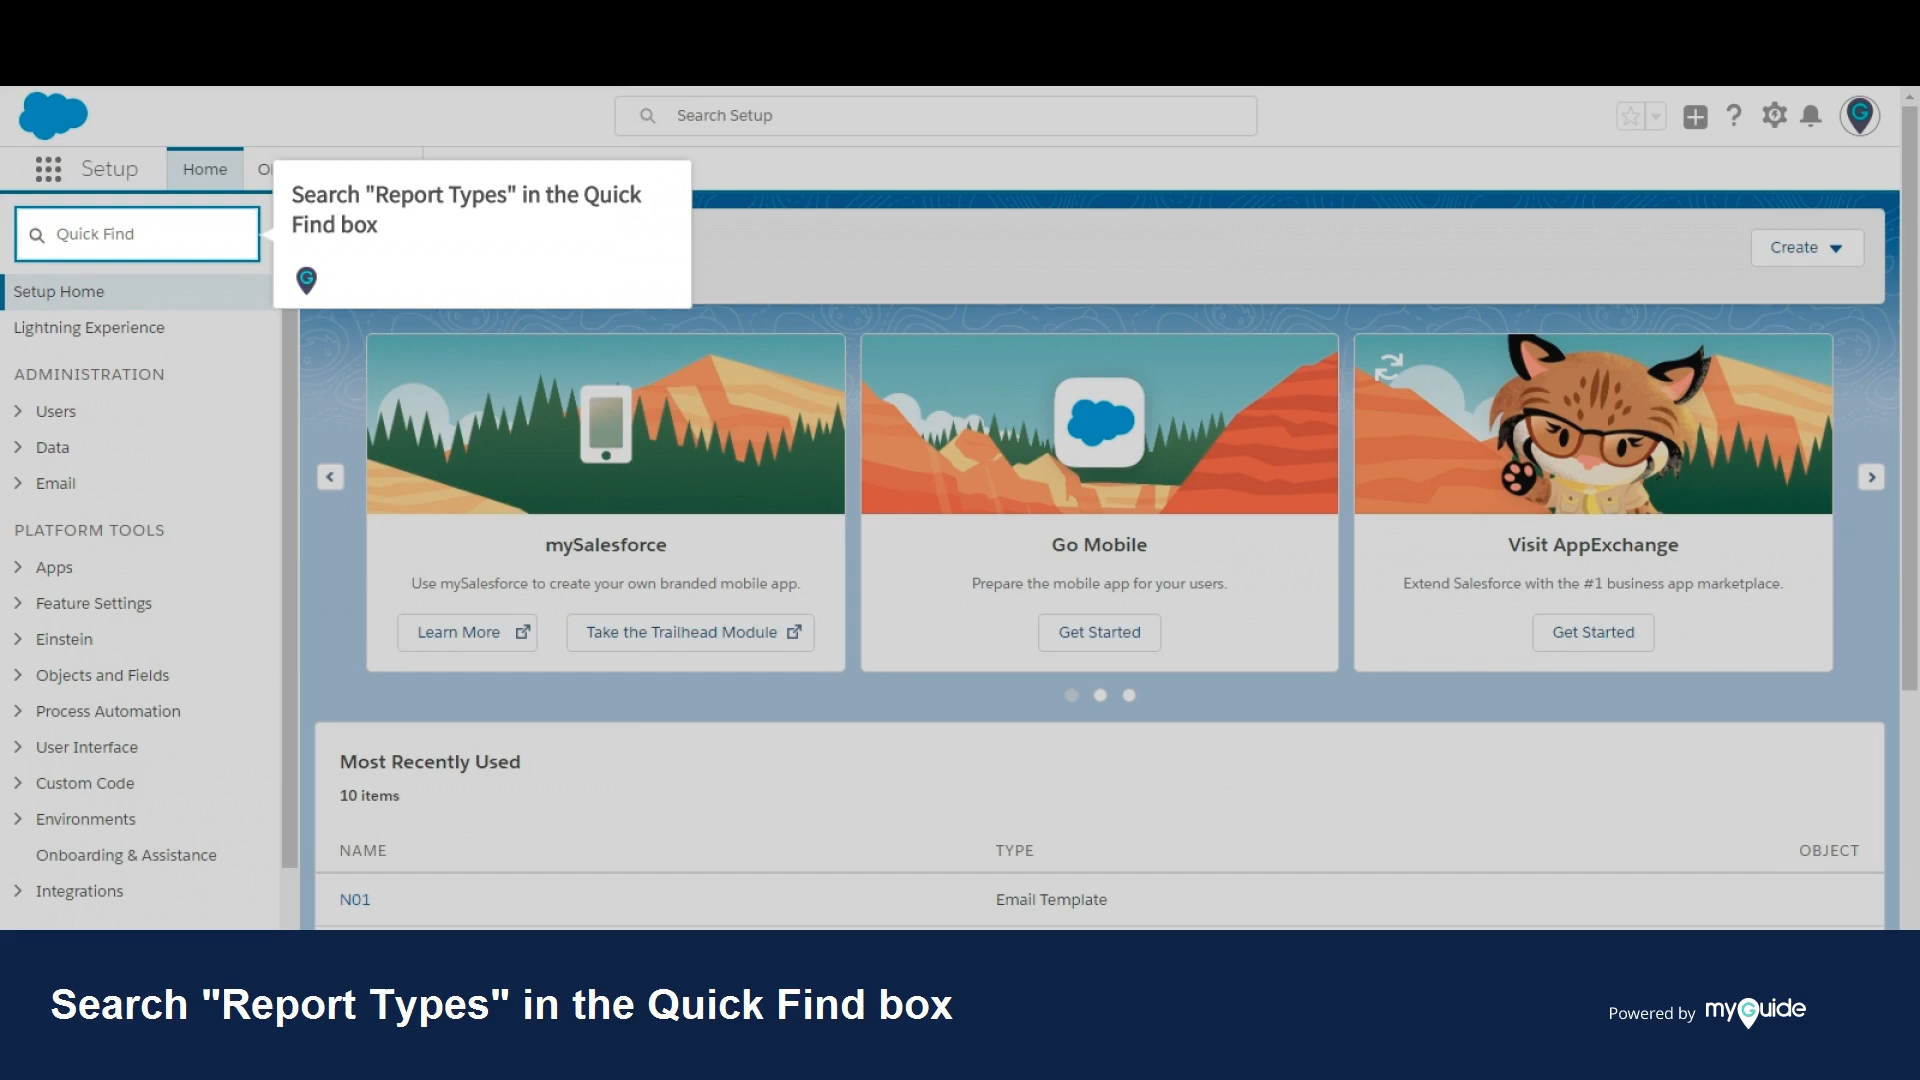 Search Setup
Setup
Home
Search "Report Types" in the Quick
Find box
Quick Find
Create
Setup Home
Lightning Experience
ADMINISTRATION
Users
Data
Email
PLATFORM TOOLS
Apps
Feature Settings
Einstein
Objects and Fields
Process Automation
User Interface
Custom Code
Environments
Onboarding & Assistance
Integrations
mySalesforce
Use mySalesforce to create your own branded mobile app.
Learn More
Take the Trailhead Module
Go Mobile
Prepare the mobile app for your users.
Get Started
Visit AppExchange
Extend Salesforce with the #1 business app marketplace.
Get Started
Most Recently Used
10 items
NAME TYPE OBJECT
N01 Email Template
Search "Report Types" in the Quick Find box
Powered by myGuide